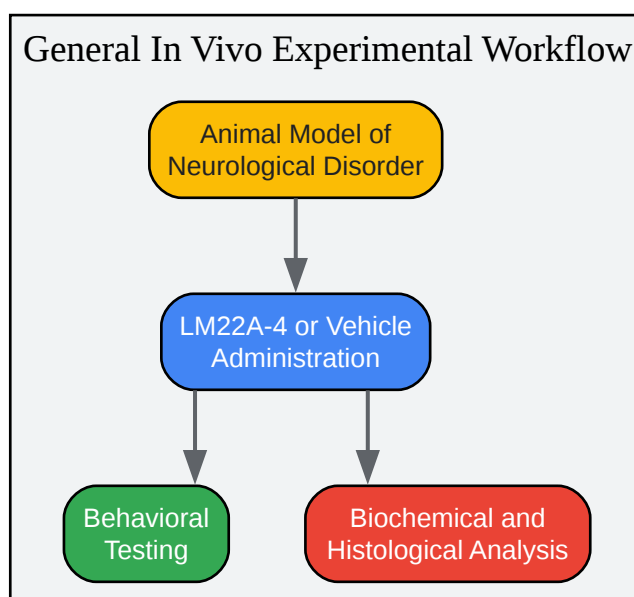 General In Vivo Experimental Workflow
Animal Model of
Neurological Disorder
LM22A-4 or Vehicle
Administration
Behavioral
Testing
Biochemical and
Histological Analysis